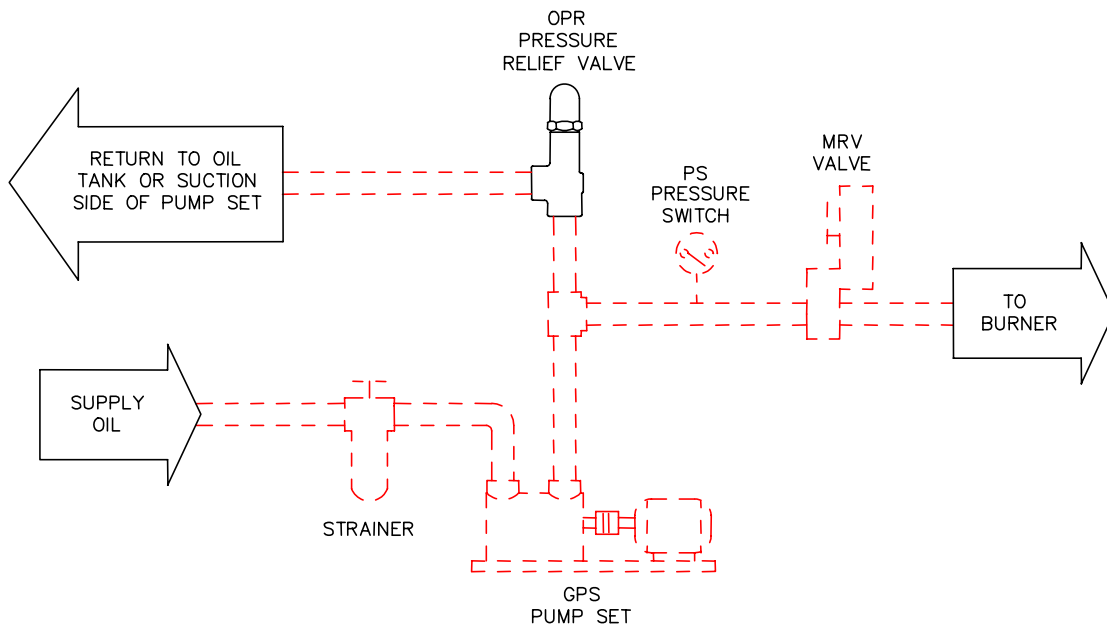 OPR
PRESSURE
RELIEF VALVE
MRV
VALVE
RETURN TO OIL
TANK OR SUCTION
SIDE OF PUMP SET
PS
PRESSURE
SWITCH
TO
BURNER
SUPPLY
OIL
STRAINER
GPS
PUMP SET